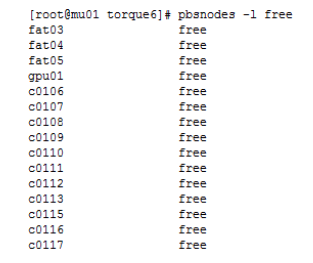 [root@mu01 torque6]# pbsnodes -l free
fat03 free
fat04 free
fat05 free
gpu01 free
c0106 free
c0107 free
c0108 free
c0109 free
c0110 free
c0111 free
c0112 free
c0113 free
c0115 free
c0116 free
c0117 free